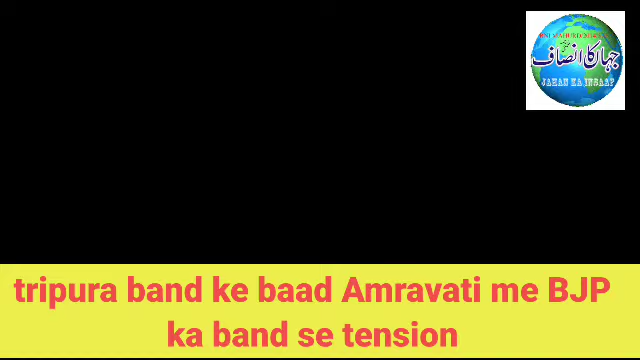 جہاں کا انصاف
JAHAN KA INSAAF
tripura band ke baad Amravati me BJP
ka band se tension